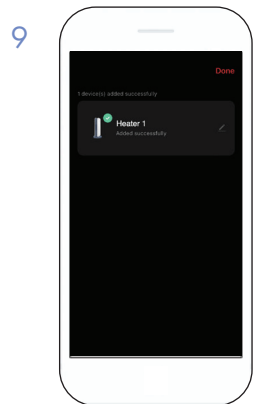 9
Done
1 device(s) added successfully
Heater 1
Added successfully